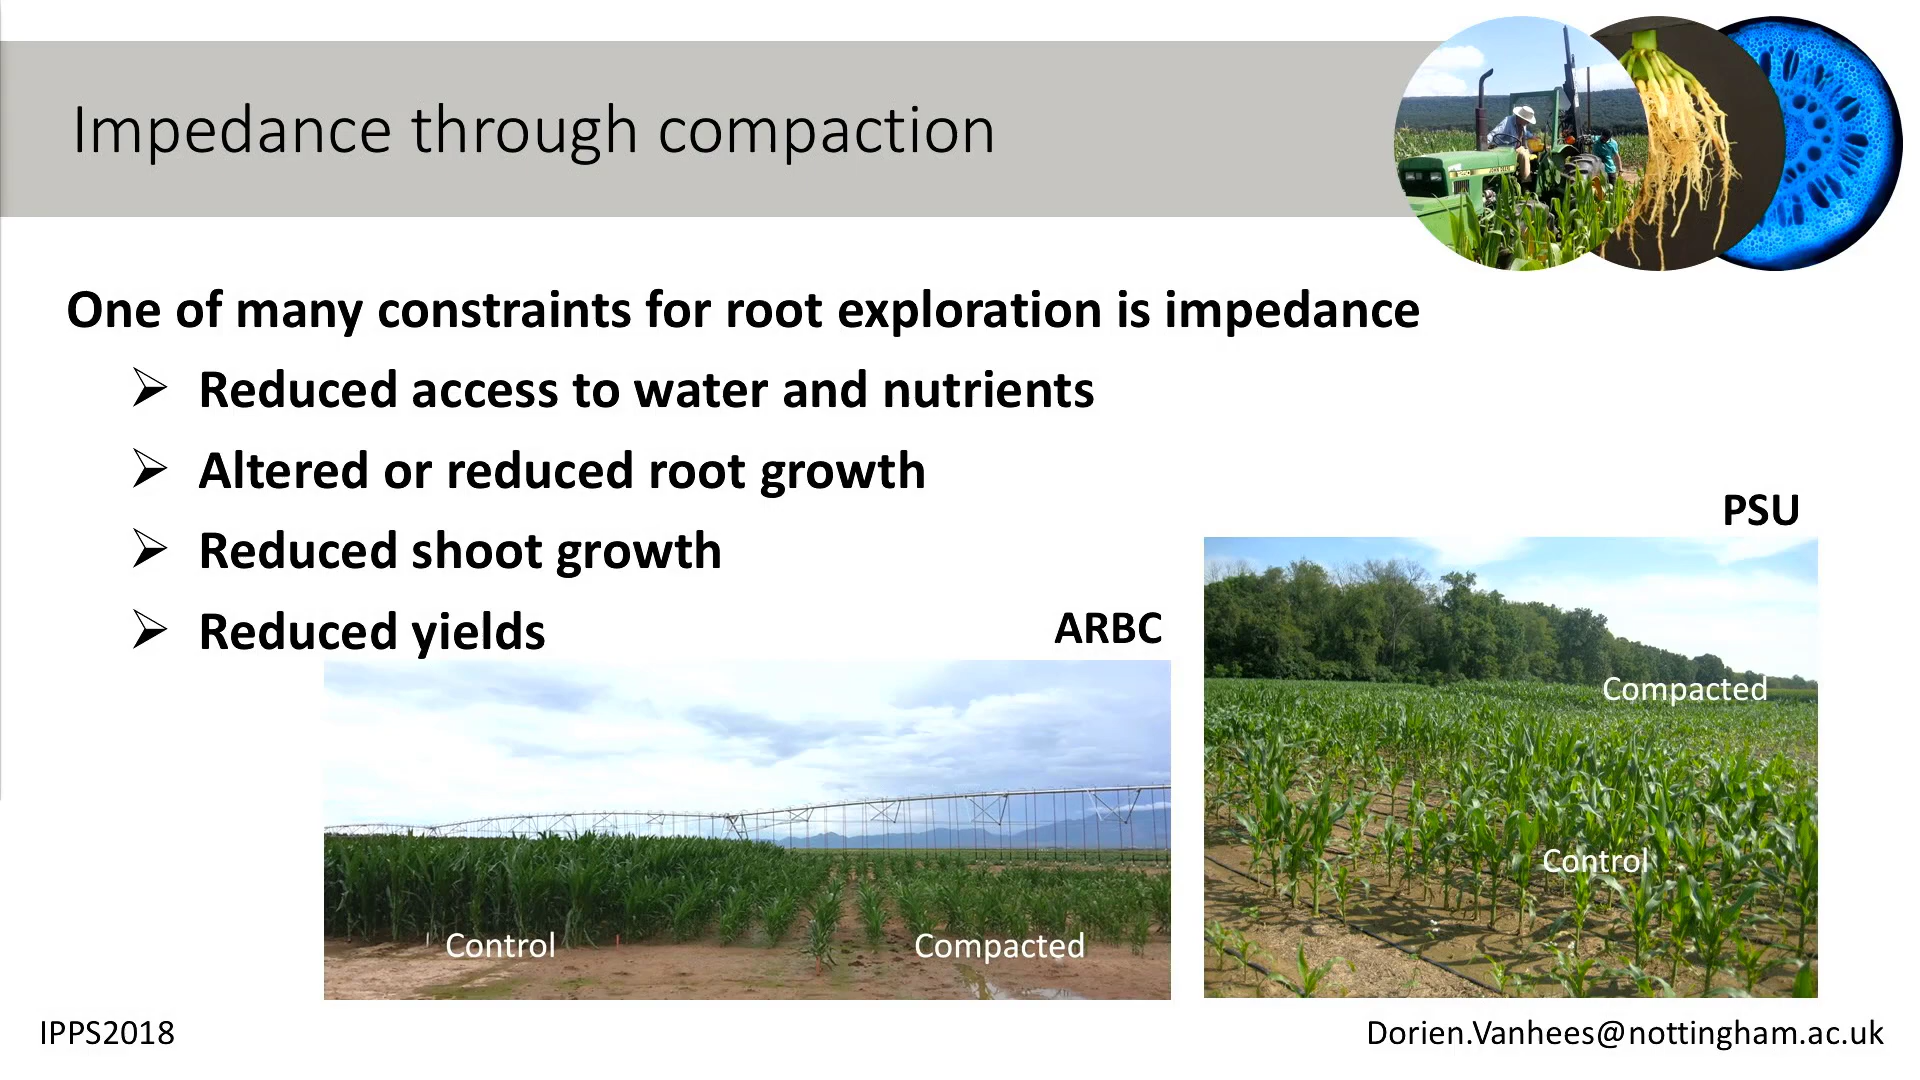 Impedance through compaction
One of many constraints for root exploration is impedance
➢ Reduced access to water and nutrients
➢ Altered or reduced root growth
➢ Reduced shoot growth
➢ Reduced yields
ARBC
PSU
Control
Compacted
Compacted
Control
IPPS2018
Dorien.Vanhees@nottingham.ac.uk